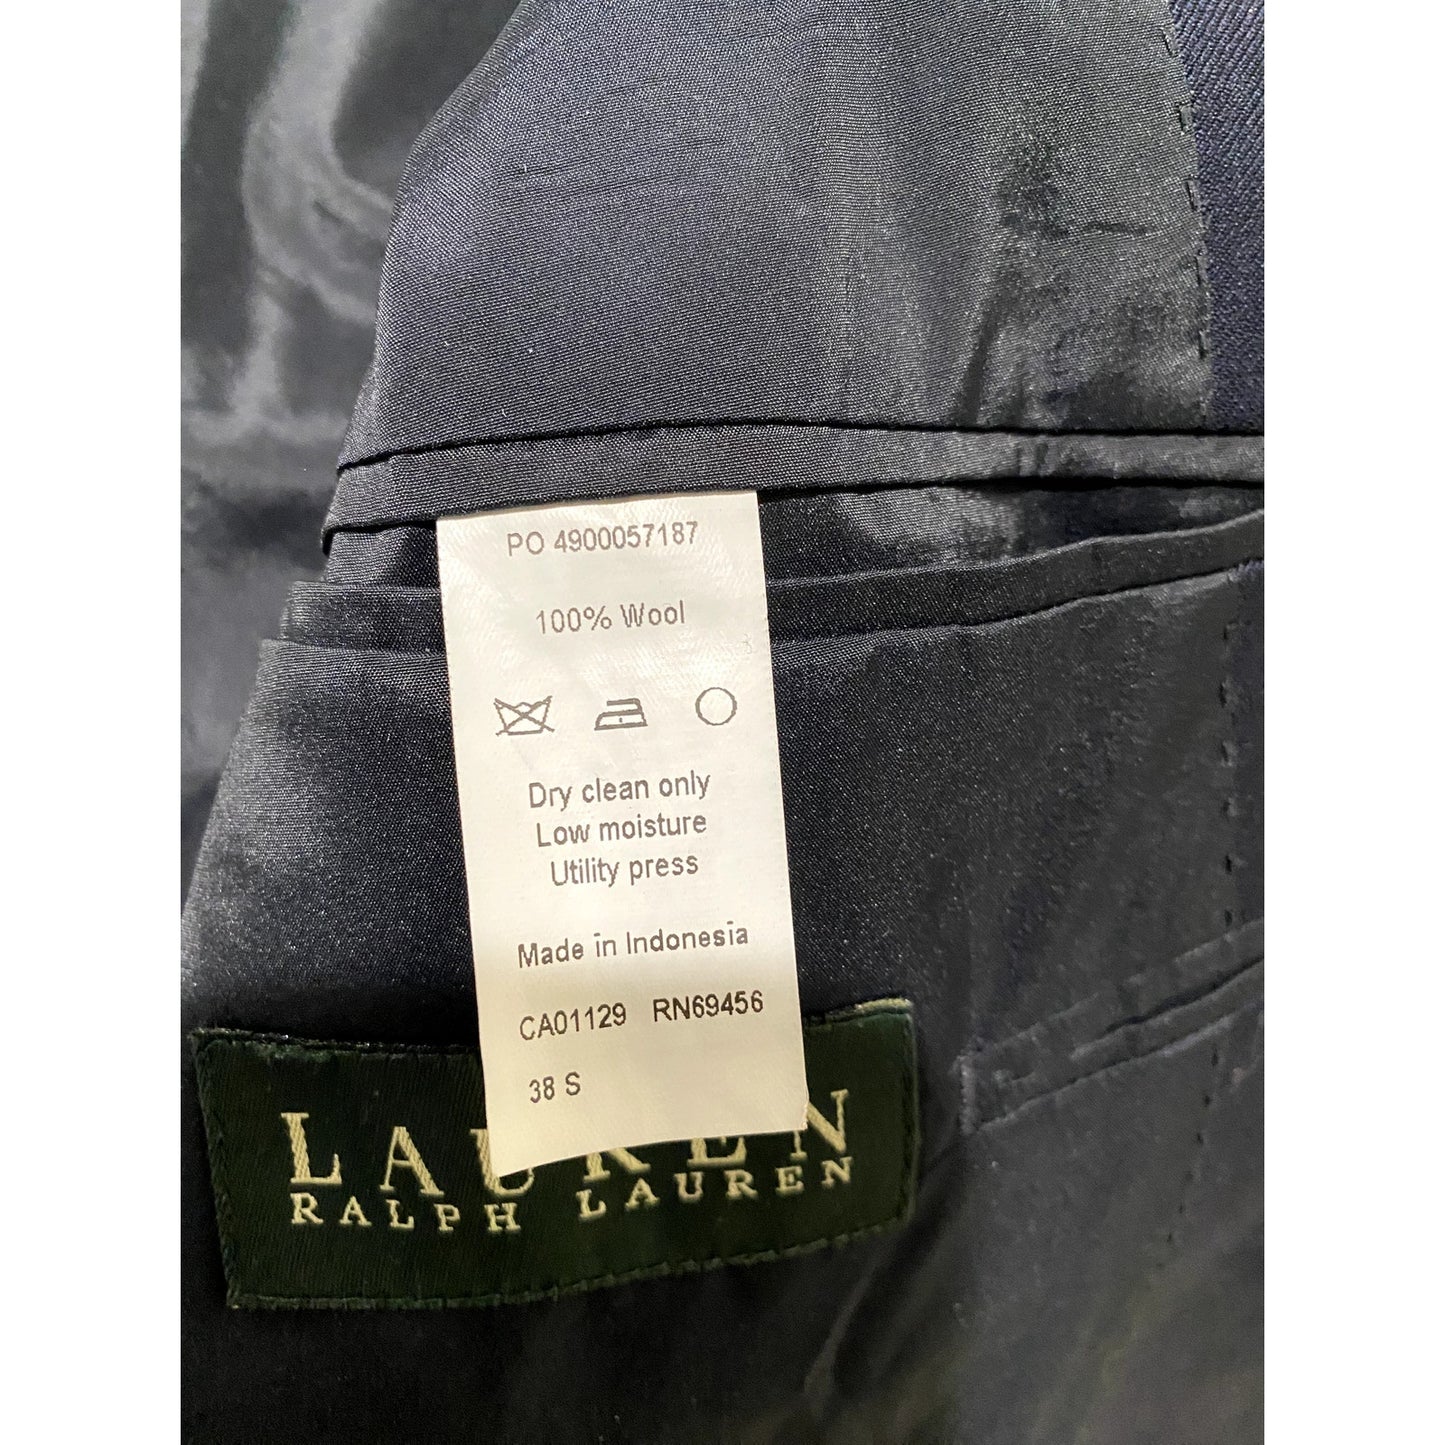 PO 4900057187
100% Wool
Dry clean only
Low moisture
Utility press
Made in Indonesia
CA01129 RN69456
38 S
LAUREN
RALPH LAUREN